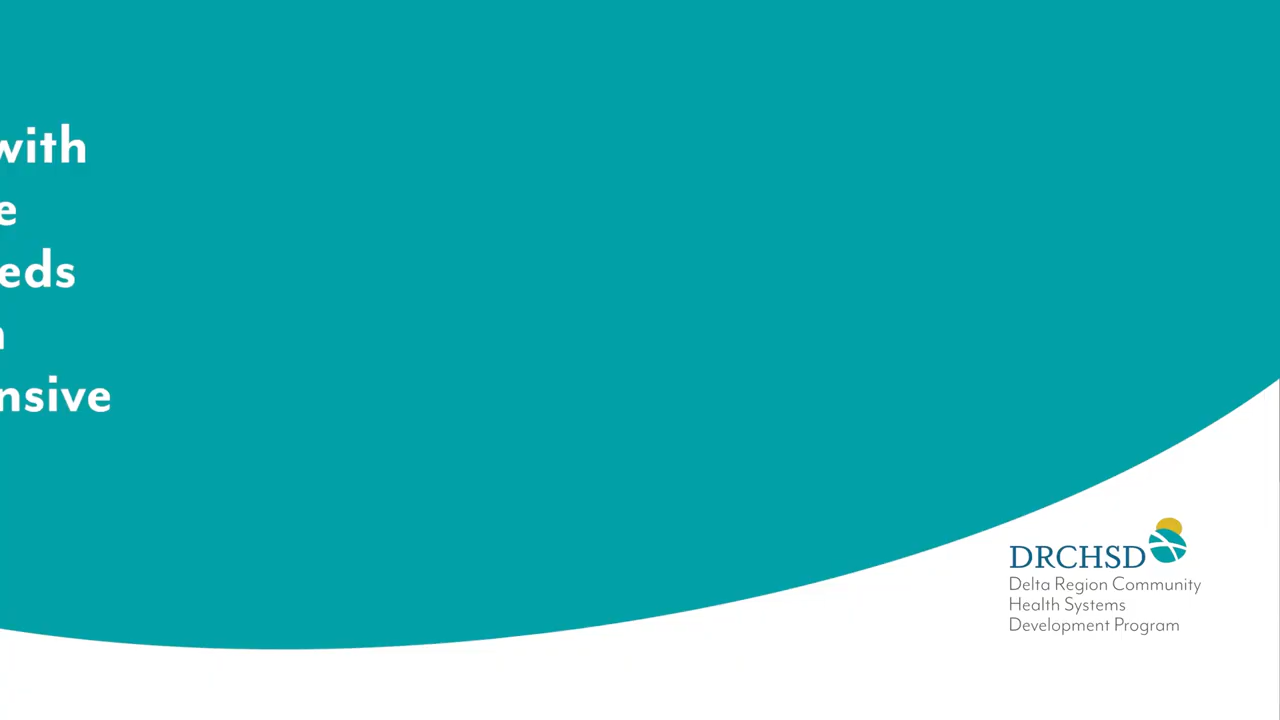 with
e
eds
nsive
DRCHSD
Delta Region Community
Health Systems
Development Program